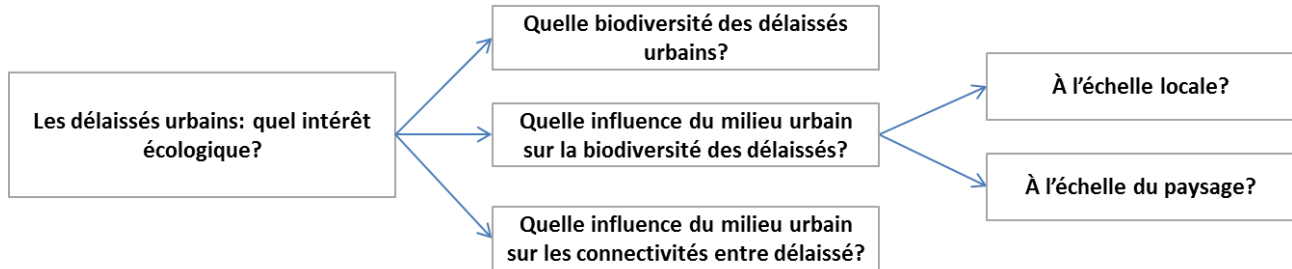 Les délaissés urbains: quel intérêt
écologique?
Quelle biodiversité des délaissés
urbains?
Quelle influence du milieu urbain
sur la biodiversité des délaissés?
Quelle influence du milieu urbain
sur les connectivités entre délaissé?
À l’échelle locale?
À l’échelle du paysage?